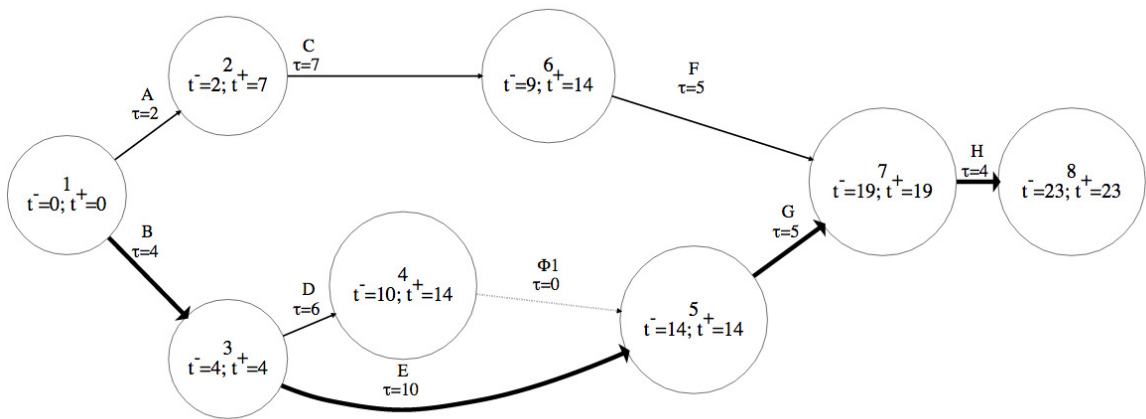 C
τ=7
2
t⁻=2; t⁺=7
6
t⁻=9; t⁺=14
F
τ=5
A
τ=2
1
t⁻=0; t⁺=0
7
t⁻=19; t⁺=19
H
τ=4
8
t⁻=23; t⁺=23
B
τ=4
G
τ=5
4
t⁻=10; t⁺=14
Φ1
τ=0
D
τ=6
5
t⁻=14; t⁺=14
3
t⁻=4; t⁺=4
E
τ=10